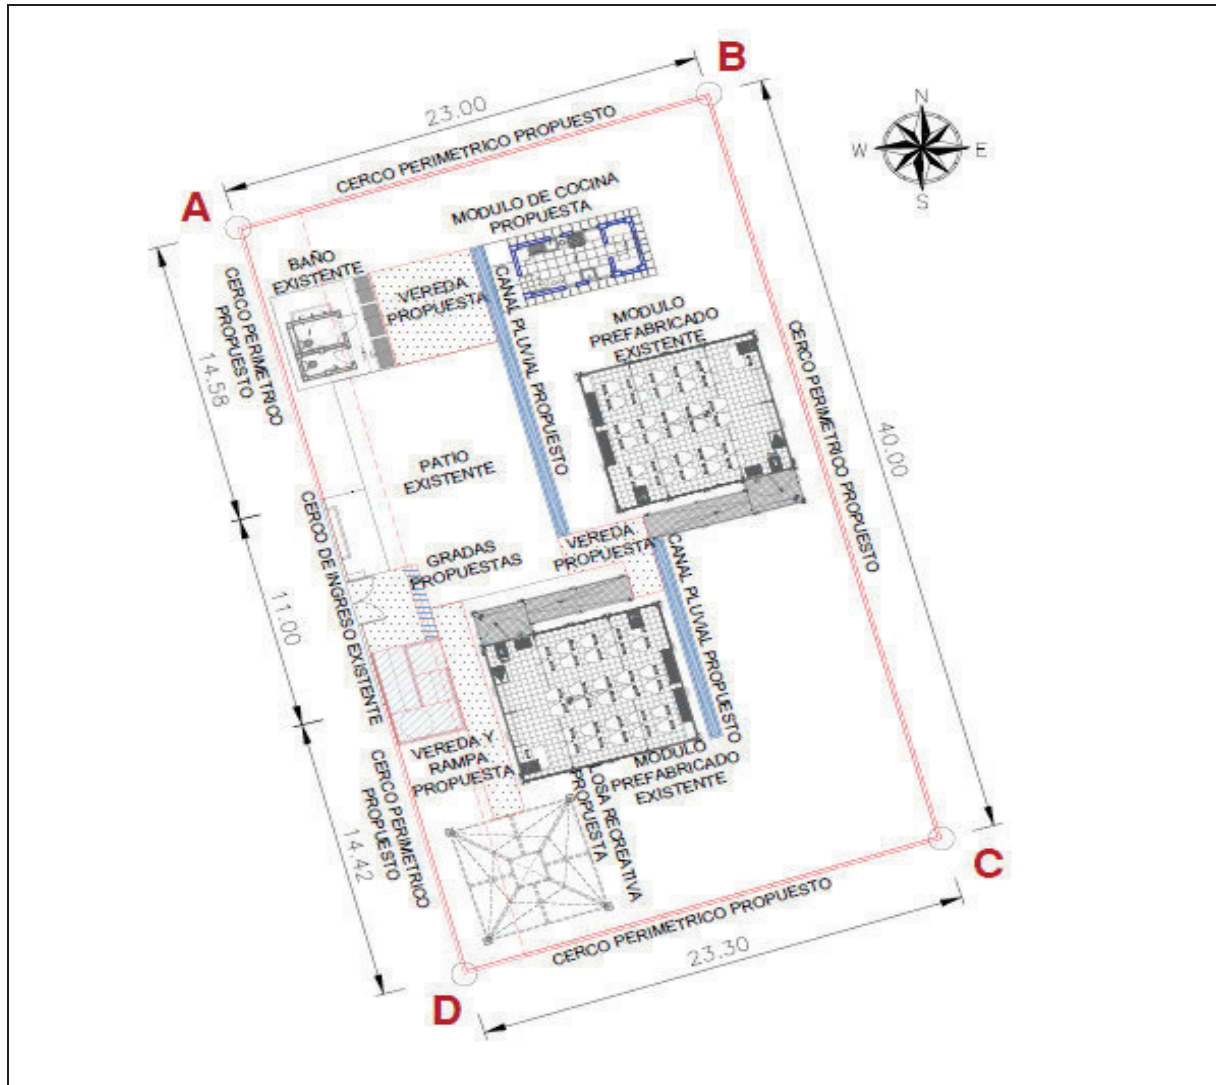 B
23.00
CERCO PERIMETRICO PROPUESTO
N
W
E
S
A
MODULO DE COCINA
PROPUESTA
BAÑO
EXISTENTE
VEREDA
PROPUESTA
CERCO PERIMETRICO
PROPUESTO
14.58
CANAL PLUVIAL PROPUESTO
MODULO
PREFABRICADO
EXISTENTE
CERCO PERIMETRICO PROPUESTO
40.00
PATIO
EXISTENTE
CERCO DE INGRESO EXISTENTE
GRADAS
PROPUESTAS
VEREDA
PROPUESTA
CANAL PLUVIAL PROPUESTO
11.00
VEREDA Y
RAMPA
PROPUESTA
MODULO
PREFABRICADO
EXISTENTE
LOSA RECREATIVA
PROPUESTA
CERCO PERIMETRICO
PROPUESTO
14.42
C
CERCO PERIMETRICO PROPUESTO
23.30
D